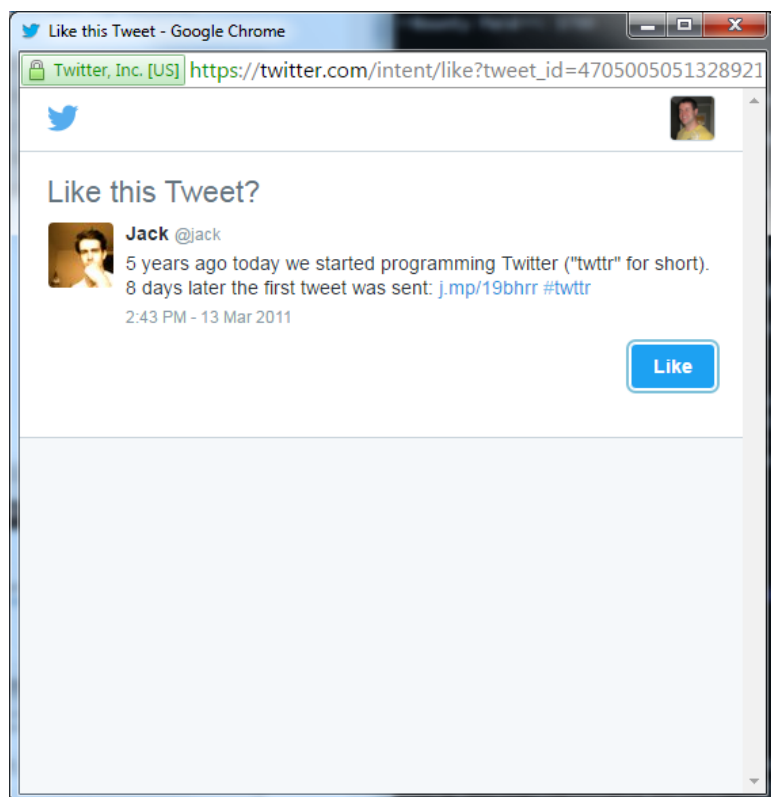 Like this Tweet - Google Chrome
Twitter, Inc. [US] https://twitter.com/intent/like?tweet_id=4705005051328921
Like this Tweet?
Jack @jack
5 years ago today we started programming Twitter ("twttr" for short).
8 days later the first tweet was sent: j.mp/19bhrr #twttr
2:43 PM - 13 Mar 2011
Like